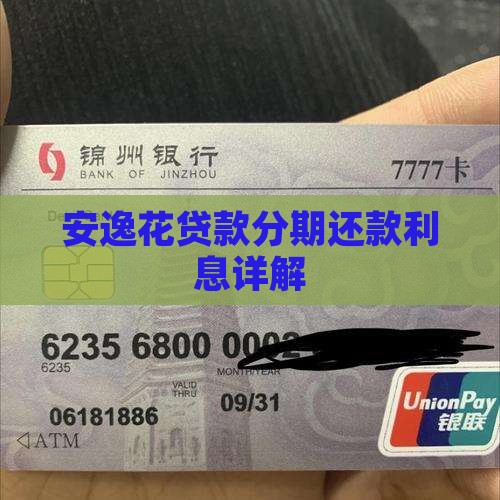 锦州银行
BANK OF JINZHOU
7777卡
安逸花贷款分期还款利
息详解
6235 6800
6235
MONTH/YEAR
VALID
THRU
06181886
09/31
ATM
UnionPay
银联